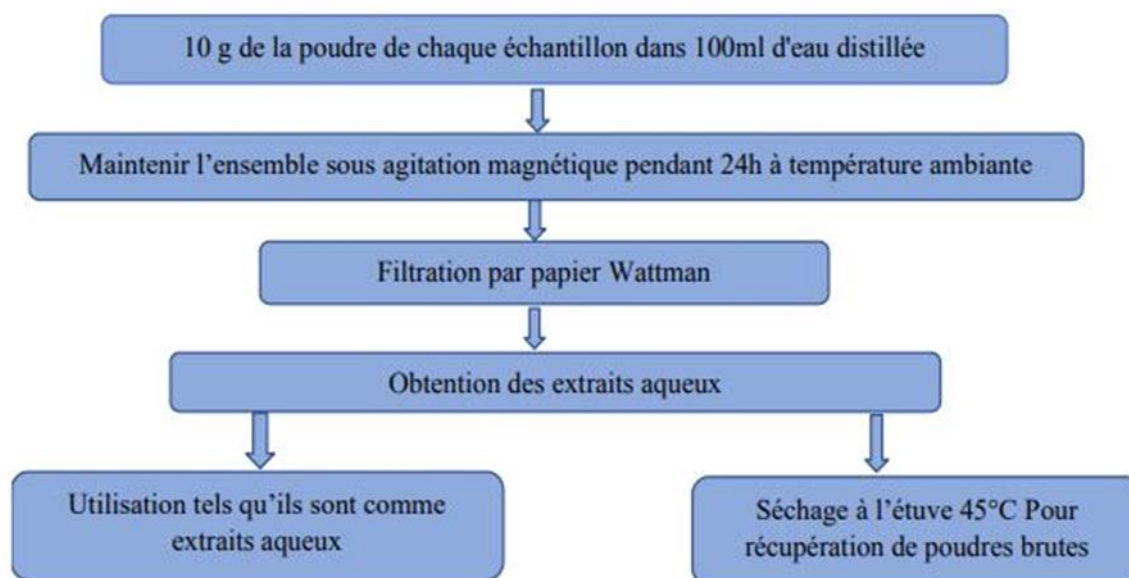 10 g de la poudre de chaque échantillon dans 100ml d'eau distillée
Maintenir l’ensemble sous agitation magnétique pendant 24h à température ambiante
Filtration par papier Wattman
Obtention des extraits aqueux
Utilisation tels qu’ils sont comme
extraits aqueux
Séchage à l’étuve 45°C Pour
récupération de poudres brutes